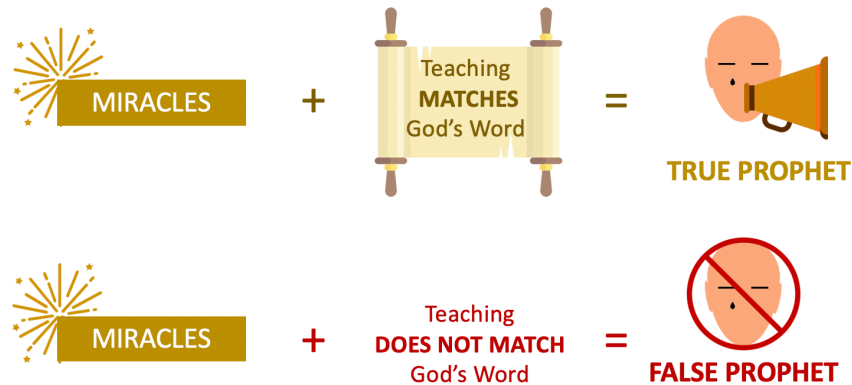 MIRACLES
+
Teaching
MATCHES
God's Word
=
TRUE PROPHET
MIRACLES
+
Teaching
DOES NOT MATCH
God's Word
=
FALSE PROPHET